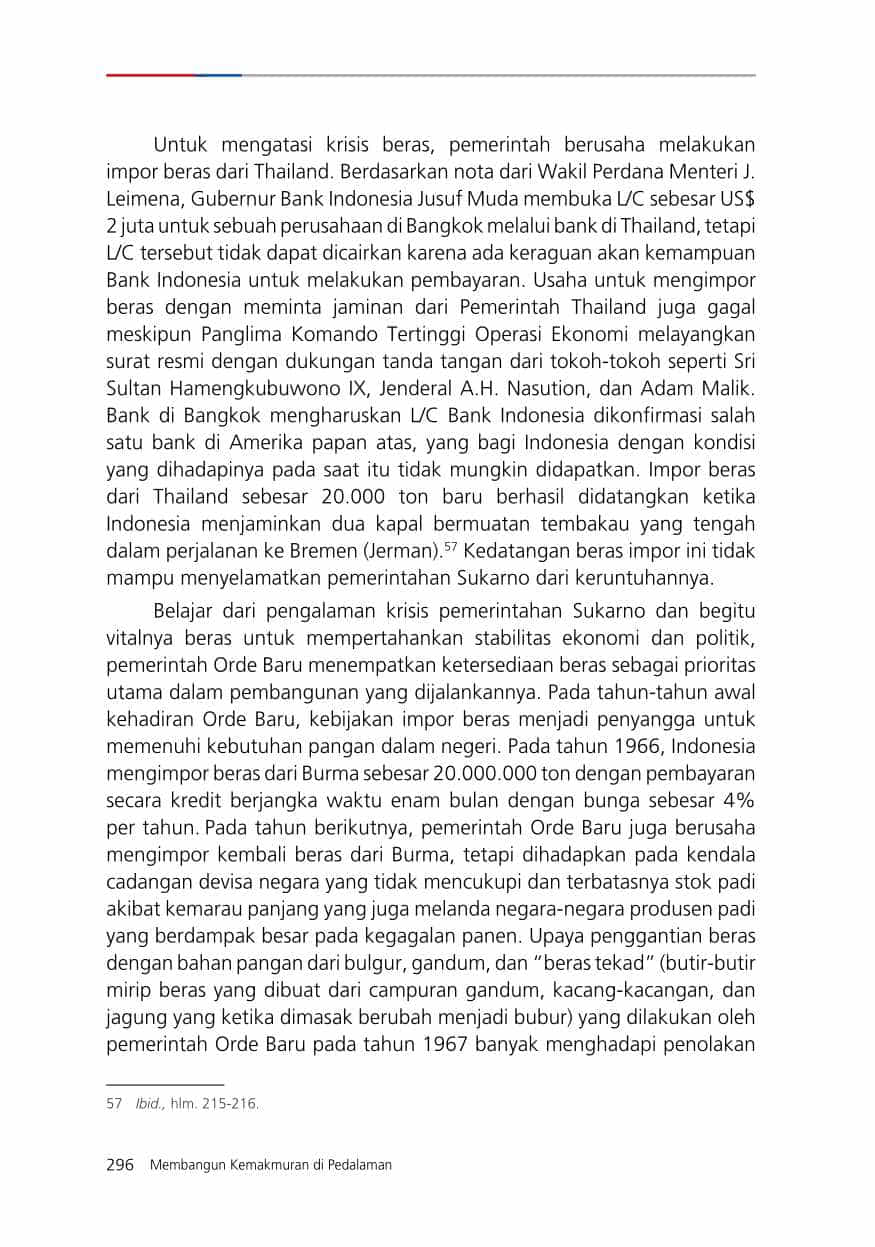 Untuk mengatasi krisis beras, pemerintah berusaha melakukan
impor beras dari Thailand. Berdasarkan nota dari Wakil Perdana Menteri J.
Leimena, Gubernur Bank Indonesia Jusuf Muda membuka L/C sebesar US$
2 juta untuk sebuah perusahaan di Bangkok melalui bank di Thailand, tetapi
L/C tersebut tidak dapat dicairkan karena ada keraguan akan kemampuan
Bank Indonesia untuk melakukan pembayaran. Usaha untuk mengimpor
beras dengan meminta jaminan dari Pemerintah Thailand juga gagal
meskipun Panglima Komando Tertinggi Operasi Ekonomi melayangkan
surat resmi dengan dukungan tanda tangan dari tokoh-tokoh seperti Sri
Sultan Hamengkubuwono IX, Jenderal A.H. Nasution, dan Adam Malik.
Bank di Bangkok mengharuskan L/C Bank Indonesia dikonfirmasi salah
satu bank di Amerika papan atas, yang bagi Indonesia dengan kondisi
yang dihadapinya pada saat itu tidak mungkin didapatkan. Impor beras
dari Thailand sebesar 20.000 ton baru berhasil didatangkan ketika
Indonesia menjaminkan dua kapal bermuatan tembakau yang tengah
dalam perjalanan ke Bremen (Jerman).57 Kedatangan beras impor ini tidak
mampu menyelamatkan pemerintahan Sukarno dari keruntuhannya.
Belajar dari pengalaman krisis pemerintahan Sukarno dan begitu
vitalnya beras untuk mempertahankan stabilitas ekonomi dan politik,
pemerintah Orde Baru menempatkan ketersediaan beras sebagai prioritas
utama dalam pembangunan yang dijalankannya. Pada tahun-tahun awal
kehadiran Orde Baru, kebijakan impor beras menjadi penyangga untuk
memenuhi kebutuhan pangan dalam negeri. Pada tahun 1966, Indonesia
mengimpor beras dari Burma sebesar 20.000.000 ton dengan pembayaran
secara kredit berjangka waktu enam bulan dengan bunga sebesar 4%
per tahun. Pada tahun berikutnya, pemerintah Orde Baru juga berusaha
mengimpor kembali beras dari Burma, tetapi dihadapkan pada kendala
cadangan devisa negara yang tidak mencukupi dan terbatasnya stok padi
akibat kemarau panjang yang juga melanda negara-negara produsen padi
yang berdampak besar pada kegagalan panen. Upaya penggantian beras
dengan bahan pangan dari bulgur, gandum, dan “beras tekad” (butir-butir
mirip beras yang dibuat dari campuran gandum, kacang-kacangan, dan
jagung yang ketika dimasak berubah menjadi bubur) yang dilakukan oleh
pemerintah Orde Baru pada tahun 1967 banyak menghadapi penolakan
57 Ibid., hlm. 215-216.
296 Membangun Kemakmuran di Pedalaman